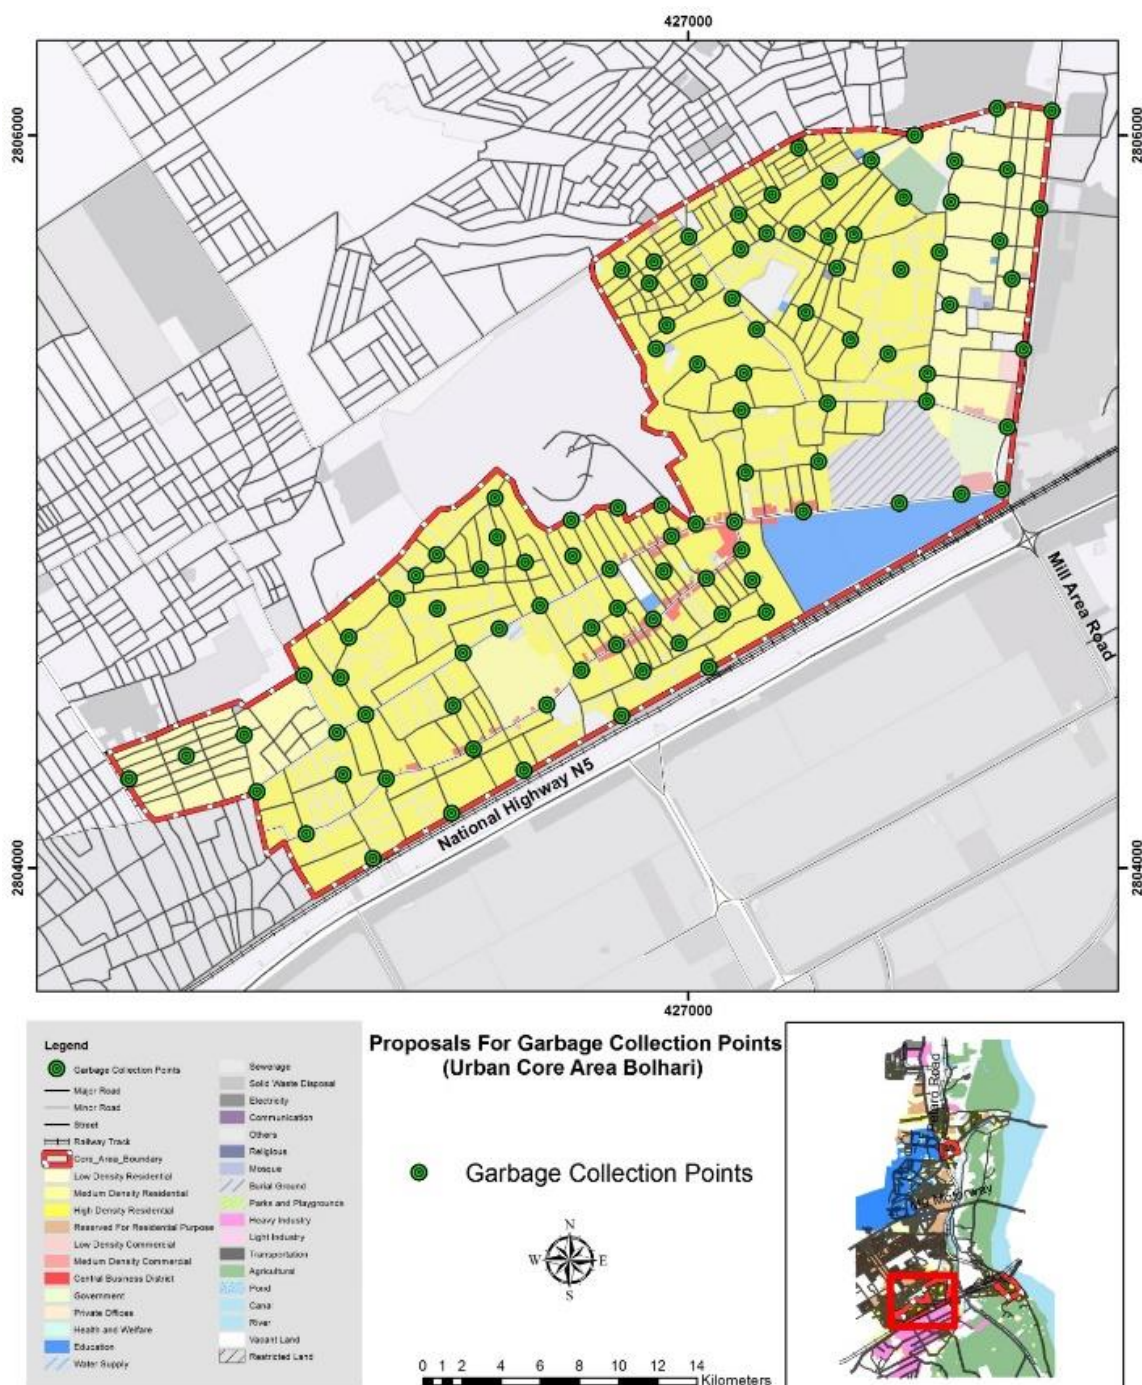 427000
2806000
2806000
Mill Area Road
National Highway N5
2804000
2804000
427000
Legend
Garbage Collection Points
Major Road
Minor Road
Street
Railway Track
Core_Area_Boundary
Low Density Residential
Medium Density Residential
High Density Residential
Reserved For Residential Purpose
Low Density Commercial
Medium Density Commercial
Central Business District
Government
Private Offices
Health and Welfare
Education
Water Supply
Sewerage
Solid Waste Disposal
Electricity
Communication
Others
Religious
Mosque
Burial Ground
Parks and Playgrounds
Heavy Industry
Light Industry
Transportation
Agricultural
Pond
Canal
River
Vacant Land
Restricted Land
Proposals For Garbage Collection Points
(Urban Core Area Bolhari)
Garbage Collection Points
N
W E
S
0 1 2 4 6 8 10 12 14
Kilometers
Road
Motorway